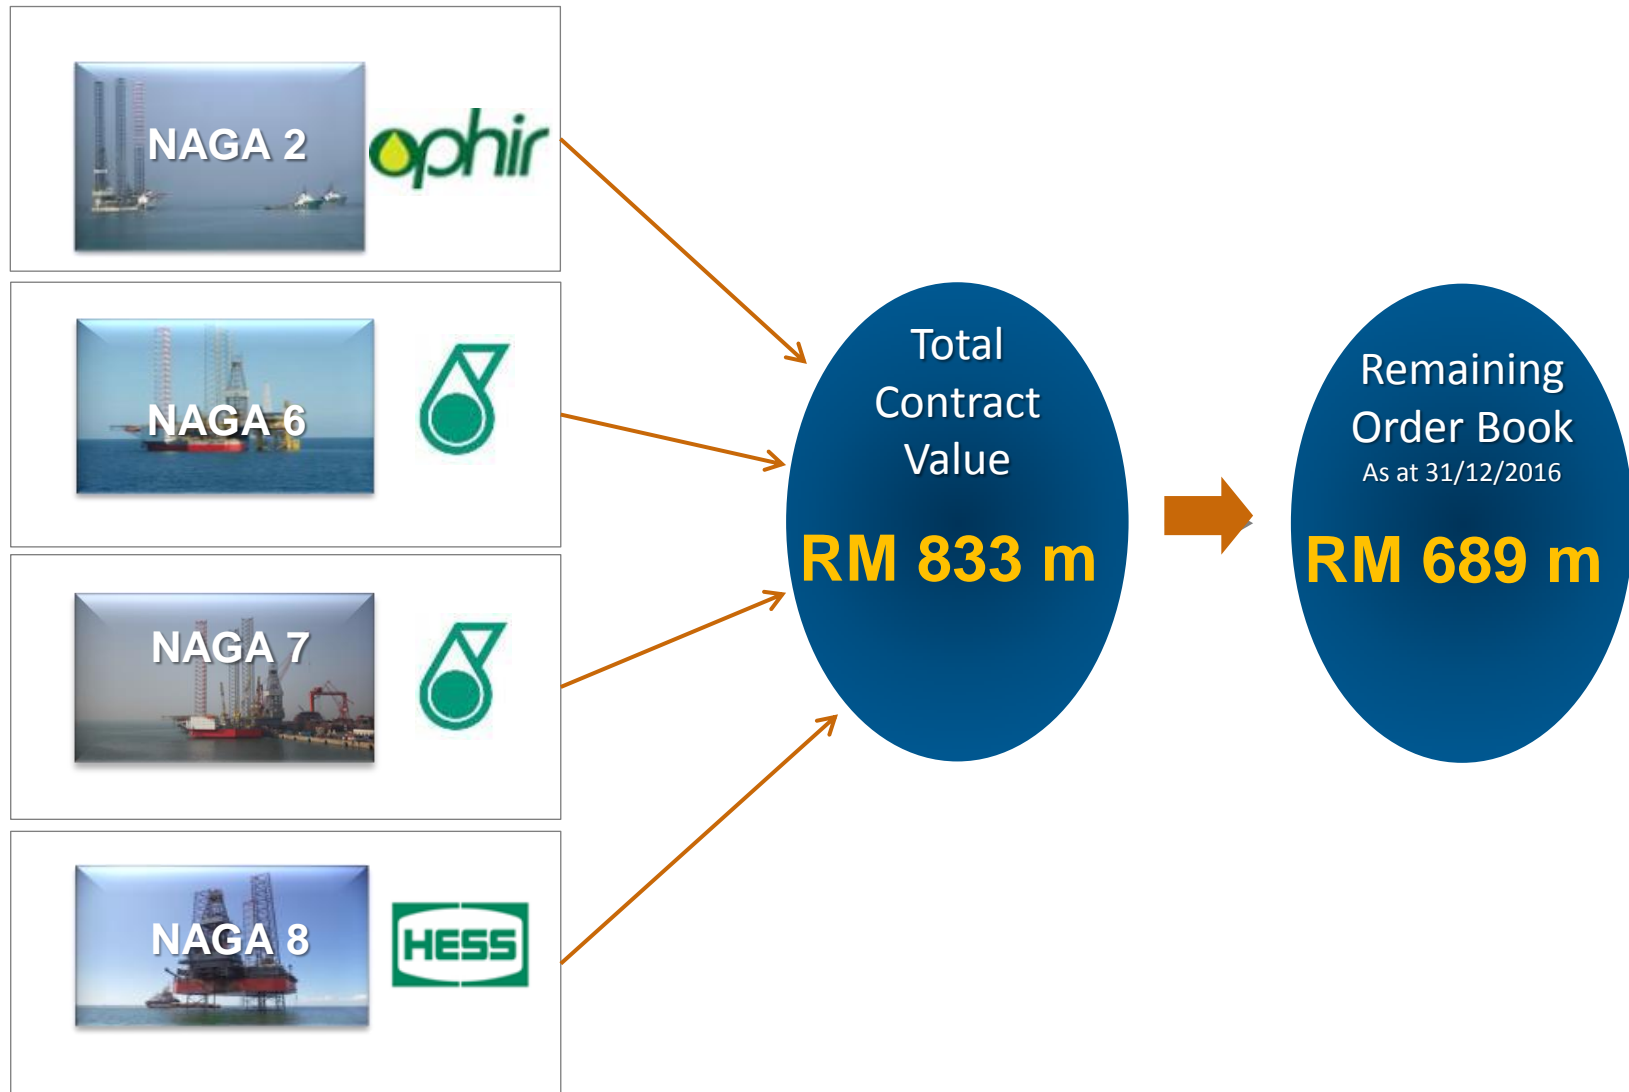 NAGA 2
ophir
NAGA 6
NAGA 7
NAGA 8
HESS
Total
Contract
Value
RM 833 m
Remaining
Order Book
As at 31/12/2016
RM 689 m